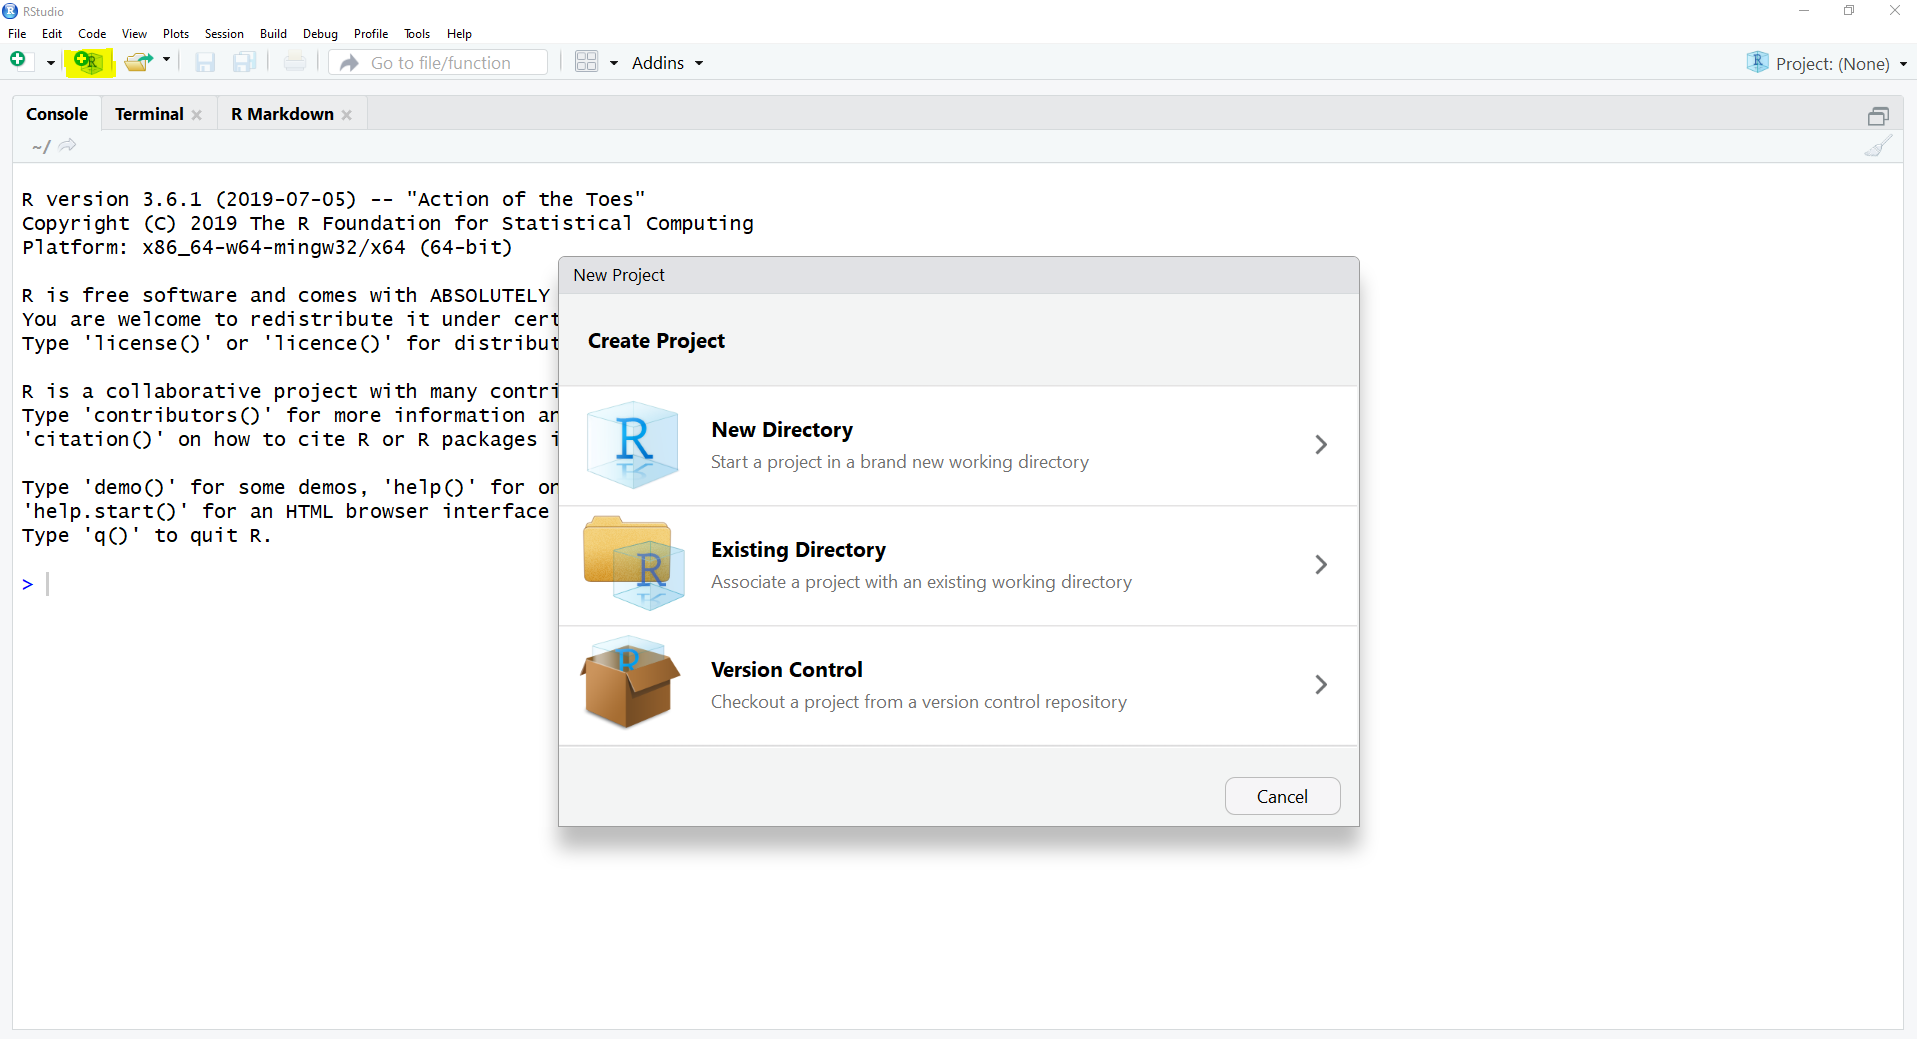 RStudio
File Edit Code View Plots Session Build Debug Profile Tools Help
Go to file/function Addins Project: (None)
Console Terminal R Markdown
~/
R version 3.6.1 (2019-07-05) -- "Action of the Toes"
Copyright (C) 2019 The R Foundation for Statistical Computing
Platform: x86_64-w64-mingw32/x64 (64-bit)
R is free software and comes with ABSOLUTELY
You are welcome to redistribute it under cert
Type 'license()' or 'licence()' for distribut
R is a collaborative project with many contri
Type 'contributors()' for more information an
'citation()' on how to cite R or R packages i
Type 'demo()' for some demos, 'help()' for on
'help.start()' for an HTML browser interface
Type 'q()' to quit R.
>
New Project
Create Project
New Directory
Start a project in a brand new working directory
Existing Directory
Associate a project with an existing working directory
Version Control
Checkout a project from a version control repository
Cancel